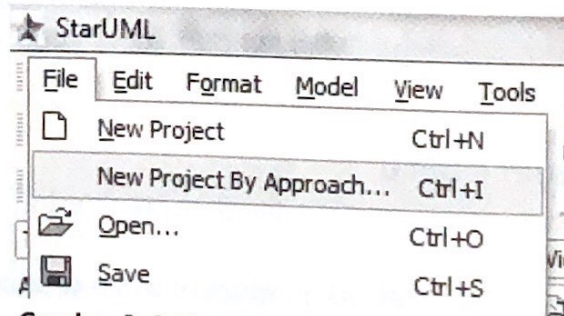 StarUML
File Edit Format Model View Tools
New Project Ctrl+N
New Project By Approach... Ctrl+I
Open... Ctrl+O
Save Ctrl+S